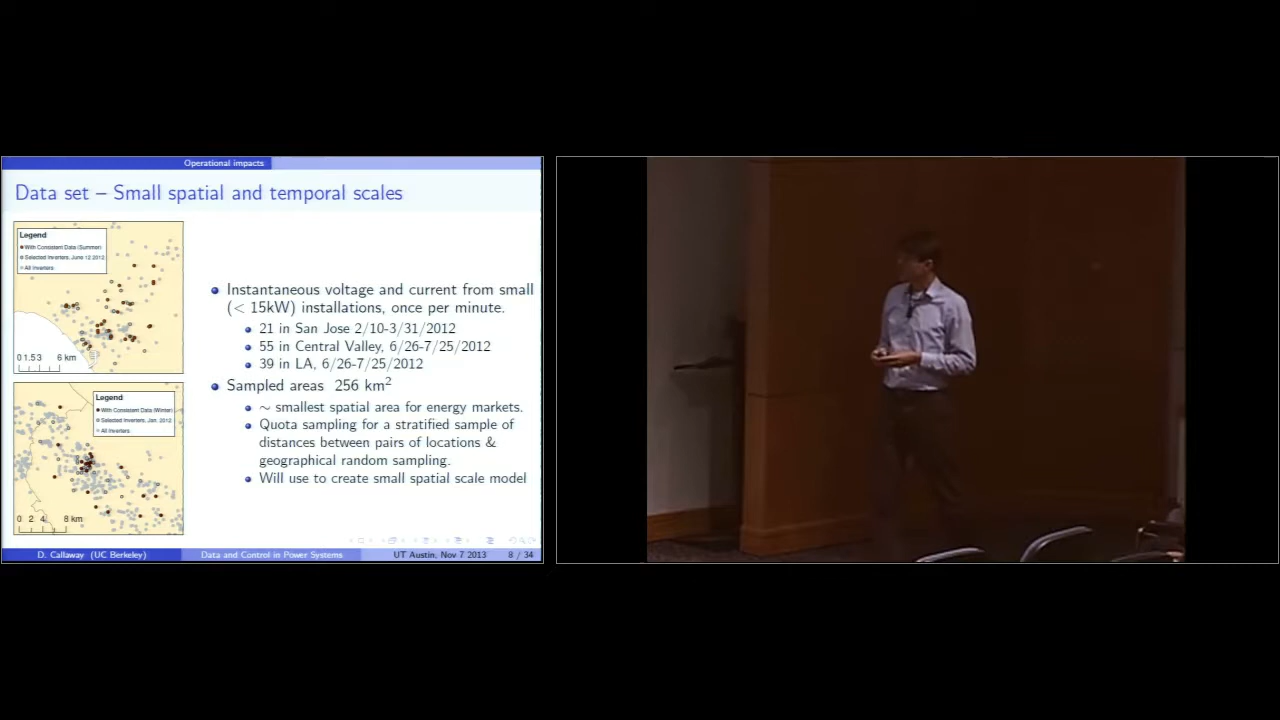 Operational impacts
Data set – Small spatial and temporal scales
Legend
With Consistent Data (Summer)
Selected Inverters, June 12 2012
All Inverters
0 1.5 3 6 km
Legend
With Consistent Data (Winter)
Selected Inverters, Jan. 2012
All Inverters
0 2 4 8 km
Instantaneous voltage and current from small
(< 15kW) installations, once per minute.
21 in San Jose 2/10-3/31/2012
55 in Central Valley, 6/26-7/25/2012
39 in LA, 6/26-7/25/2012
Sampled areas 256 km²
∼ smallest spatial area for energy markets.
Quota sampling for a stratified sample of
distances between pairs of locations &
geographical random sampling.
Will use to create small spatial scale model
D. Callaway (UC Berkeley) Data and Control in Power Systems UT Austin, Nov 7 2013 8 / 34